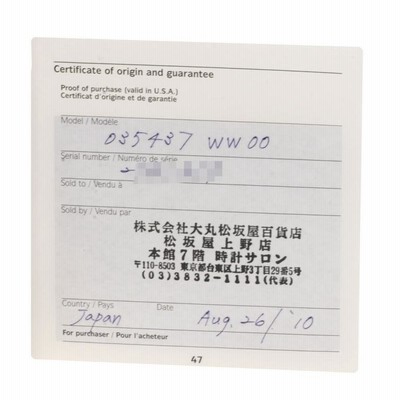 Certificate of origin and guarantee
Proof of purchase (valid in U.S.A.)
Certificat d'origine et de garantie
Model / Modèle
035437 WW00
Serial number / Numéro de série
Sold to / Vendu à
Sold by / Vendu par
株式会社大丸松坂屋百貨店
松坂屋上野店
本館7階 時計サロン
〒110-8503 東京都台東区上野3丁目29番5号
(03)3832-1111(代表)
Country / Pays Date
Japan Aug. 26/'10
For purchaser / Pour l'acheteur
47